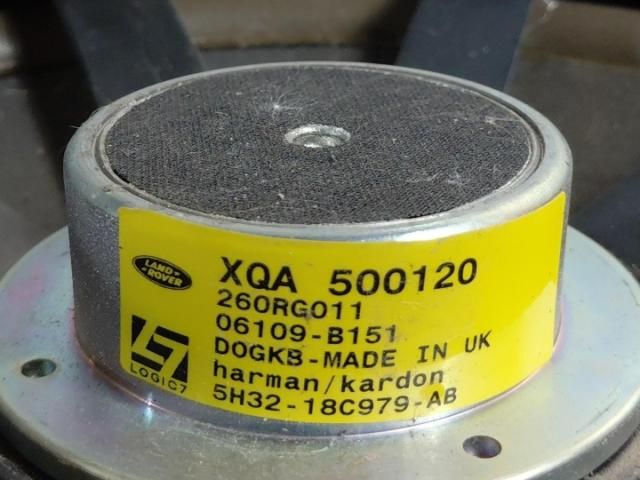 LAND-
ROVER
XQA 500120
260RG011
06109-B151
DOGKB-MADE IN UK
LOGIC7
harman/kardon
5H32-18C979-AB